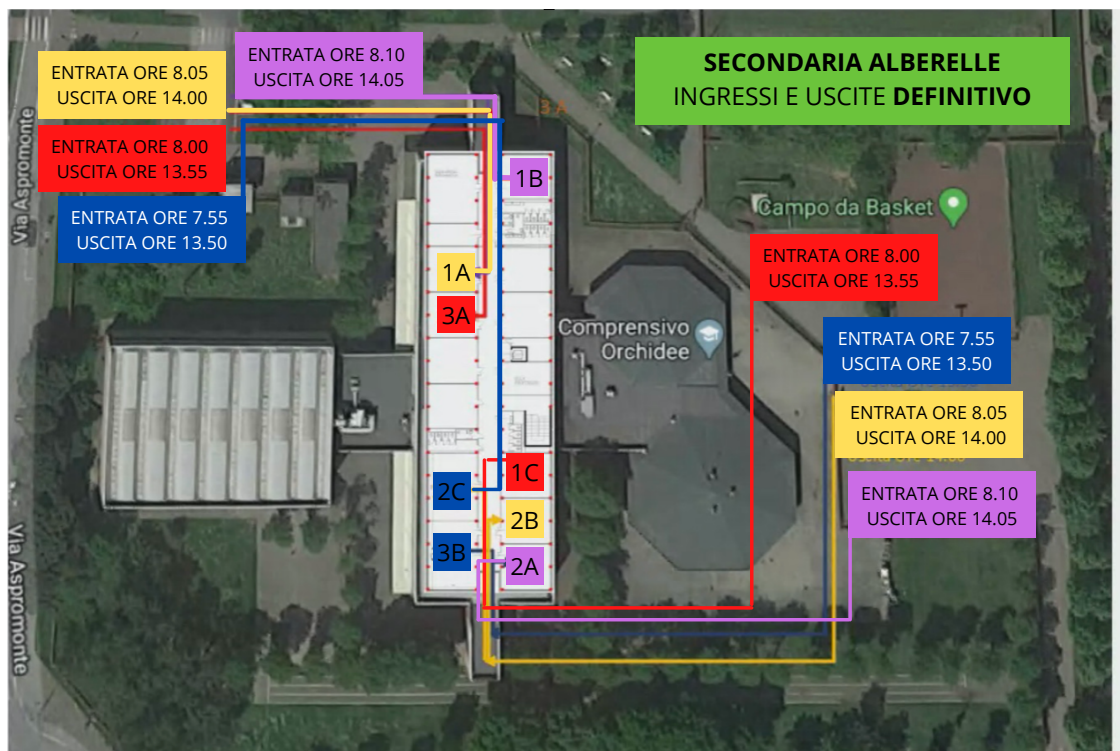 ENTRATA ORE 8.10
USCITA ORE 14.05
ENTRATA ORE 8.05
USCITA ORE 14.00
ENTRATA ORE 8.00
USCITA ORE 13.55
ENTRATA ORE 7.55
USCITA ORE 13.50
SECONDARIA ALBERELLE
INGRESSI E USCITE DEFINITIVO
3 A
Via Aspromonte
1B
Campo da Basket
1A
3A
Comprensivo
Orchidee
ENTRATA ORE 8.00
USCITA ORE 13.55
ENTRATA ORE 7.55
USCITA ORE 13.50
ENTRATA ORE 8.05
USCITA ORE 14.00
ENTRATA ORE 8.10
USCITA ORE 14.05
1C
2C
2B
3B
2A
Via Aspromonte